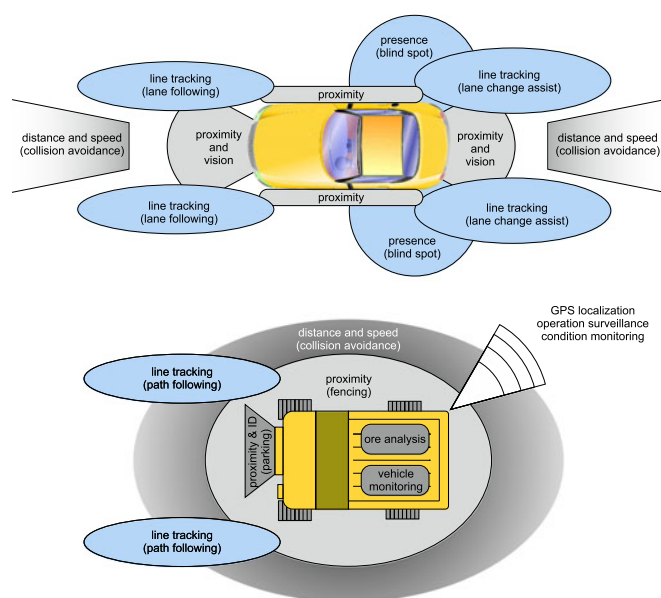 presence
(blind spot)
line tracking
(lane following)
line tracking
(lane change assist)
proximity
distance and speed
(collision avoidance)
proximity
and
vision
proximity
and
vision
distance and speed
(collision avoidance)
line tracking
(lane following)
proximity
line tracking
(lane change assist)
presence
(blind spot)
GPS localization
operation surveillance
condition monitoring
distance and speed
(collision avoidance)
line tracking
(path following)
proximity
(fencing)
proximity & ID
(parking)
ore analysis
vehicle
monitoring
line tracking
(path following)